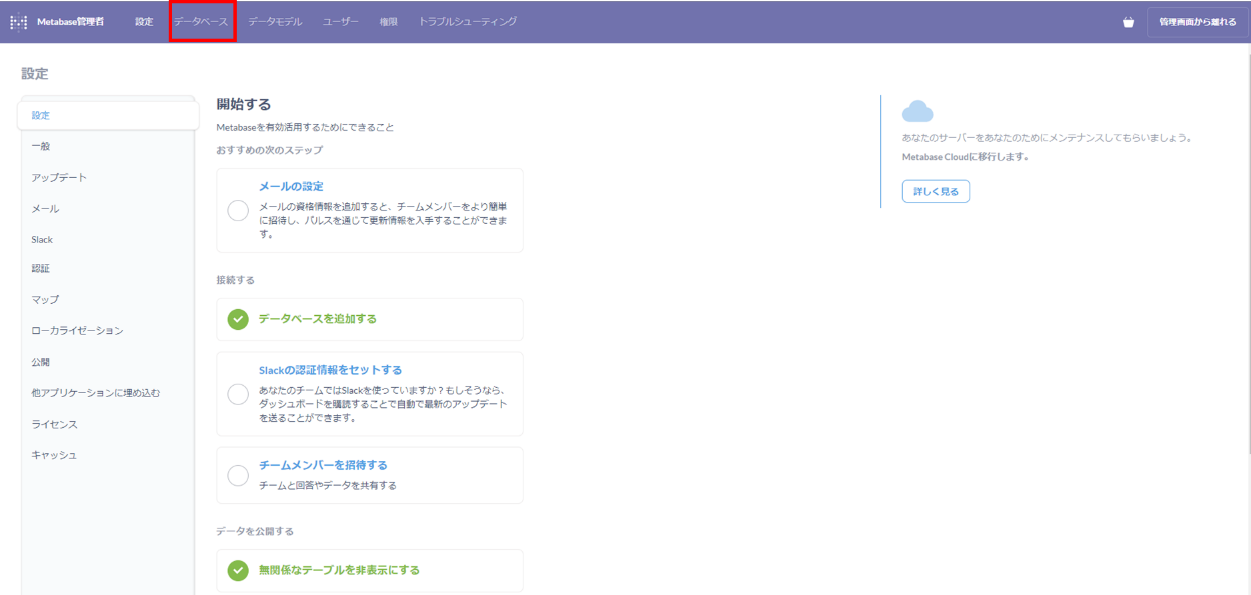 Metabase管理者 設定 データベース データモデル ユーザー 権限 トラブルシューティング 管理画面から離れる
設定
設定
一般
アップデート
メール
Slack
認証
マップ
ローカライゼーション
公開
他アプリケーションに埋め込む
ライセンス
キャッシュ
開始する
Metabaseを有効活用するためにできること
おすすめの次のステップ
メールの設定
メールの資格情報を追加すると、チームメンバーをより簡単
に招待し、パルスを通じて更新情報を入手することができま
す。
接続する
データベースを追加する
Slackの認証情報をセットする
あなたのチームではSlackを使っていますか？もしそうなら、
ダッシュボードを購読することで自動で最新のアップデート
を送ることができます。
チームメンバーを招待する
チームと回答やデータを共有する
データを公開する
無関係なテーブルを非表示にする
あなたのサーバーをあなたのためにメンテナンスしてもらいましょう。
Metabase Cloudに移行します。
詳しく見る